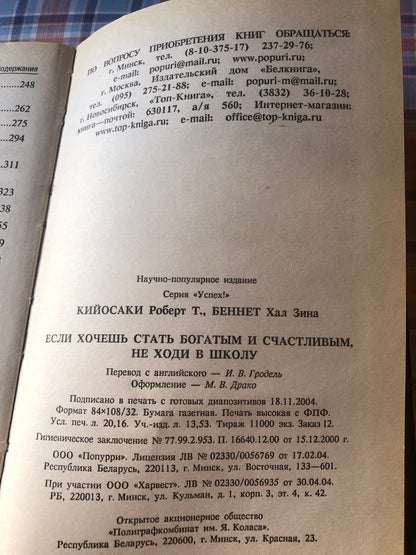 Содержание
248
262
275
294
311
323
38
55
79
ПО ВОПРОСУ ПРИОБРЕТЕНИЯ КНИГ ОБРАЩАТЬСЯ:
г. Минск, тел. (8-10-375-17) 237-29-76;
e-mail: popuri@mail.ru; www.popuri.ru
г. Москва, Издательский дом «Белкнига»,
тел. (095) 275-21-88; e-mail: popuri-m@mail.ru;
г. Новосибирск, «Топ-Книга», тел. (3832) 36-10-28;
книга—почтой: 630117, а/я 560; Интернет-магазин:
www.top-kniga.ru; e-mail: office@top-kniga.ru
Научно-популярное издание
Серия «Успех!»
КИЙОСАКИ Роберт Т., БЕННЕТ Хал Зина
ЕСЛИ ХОЧЕШЬ СТАТЬ БОГАТЫМ И СЧАСТЛИВЫМ,
НЕ ХОДИ В ШКОЛУ
Перевод с английского — И. В. Гродель
Оформление — М. В. Драко
Подписано в печать с готовых диапозитивов 18.11.2004.
Формат 84×108/32. Бумага газетная. Печать высокая с ФПФ.
Усл. печ. л. 20,16. Уч.-изд. л. 13,53. Тираж 11000 экз. Заказ 12.
Гигиеническое заключение № 77.99.2.953. П. 16640.12.00 от 15.12.2000 г.
ООО «Попурри». Лицензия ЛВ № 02330/0056769 от 17.02.04.
Республика Беларусь, 220113, г. Минск, ул. Восточная, 133—601.
При участии ООО «Харвест». ЛВ № 02330/0056935 от 30.04.04.
РБ, 220013, г. Минск, ул. Кульман, д. 1, корп. 3, эт. 4, к. 42.
Открытое акционерное общество
«Полиграфкомбинат им. Я. Коласа».
Республика Беларусь, 220600, г. Минск, ул. Красная, 23.